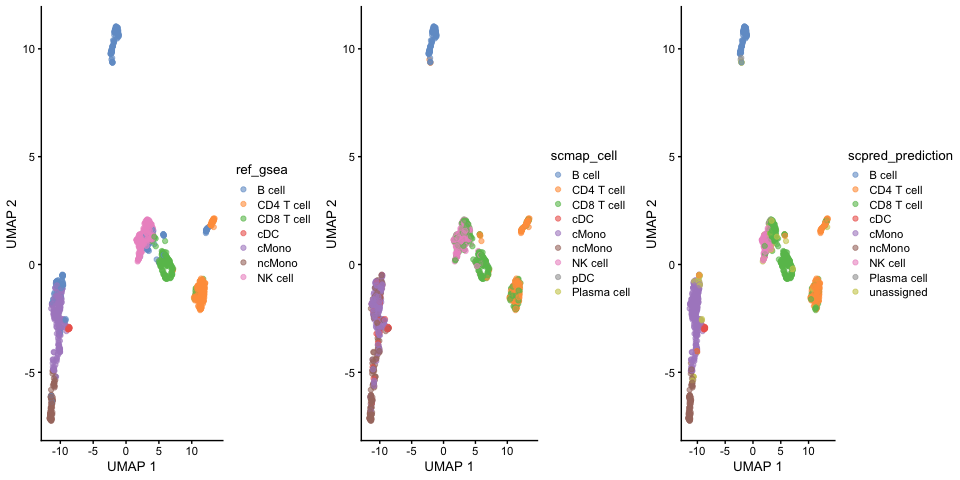 10
5
0
-5
UMAP 2
-10
-5
0
5
10
UMAP 1
ref_gsea
B cell
CD4 T cell
CD8 T cell
cDC
cMono
ncMono
NK cell
10
5
0
-5
UMAP 2
-10
-5
0
5
10
UMAP 1
scmap_cell
B cell
CD4 T cell
CD8 T cell
cDC
cMono
ncMono
NK cell
pDC
Plasma cell
10
5
0
-5
UMAP 2
-10
-5
0
5
10
UMAP 1
scpred_prediction
B cell
CD4 T cell
CD8 T cell
cDC
cMono
ncMono
NK cell
Plasma cell
unassigned